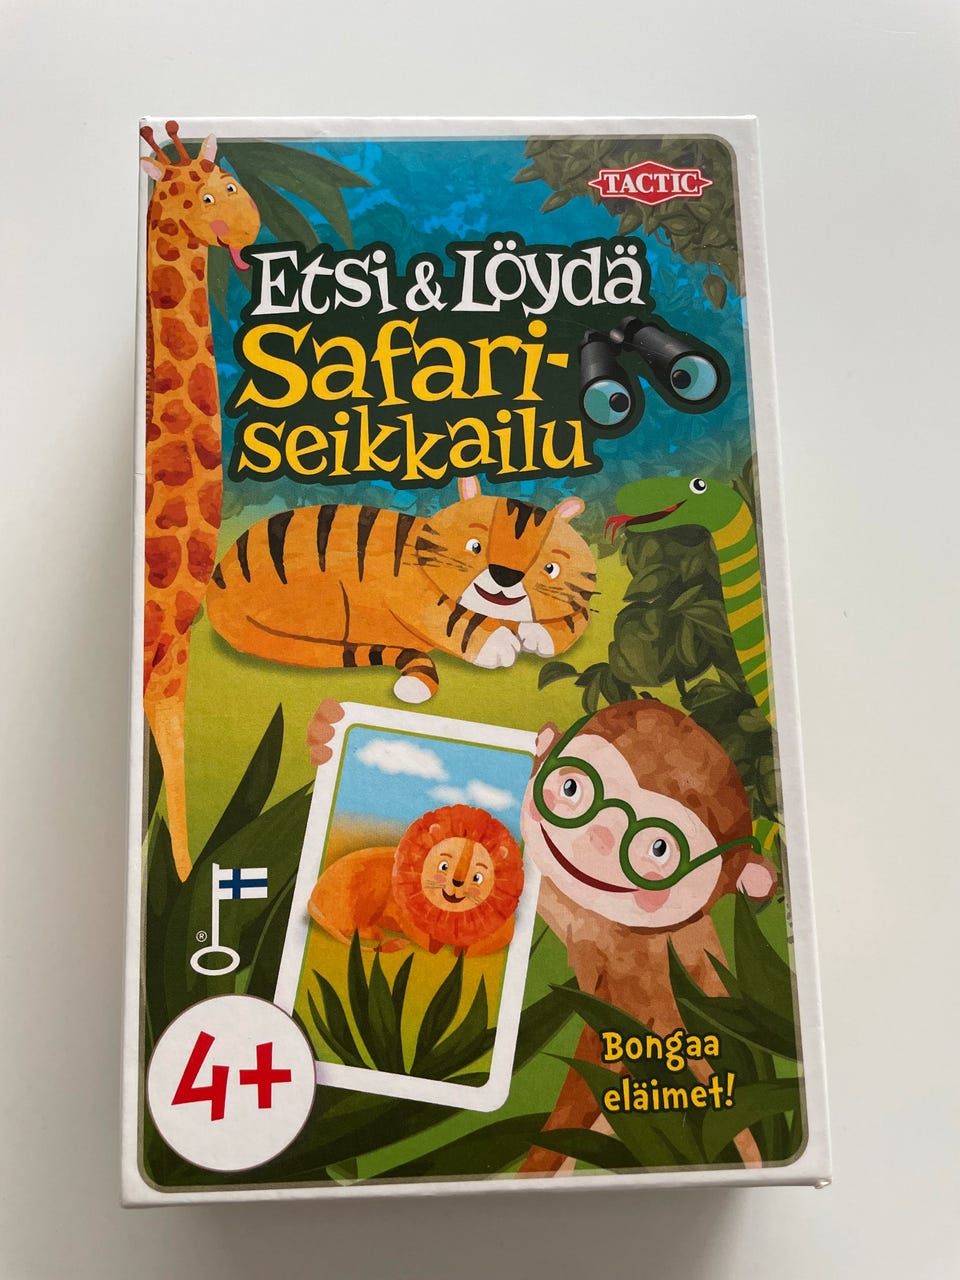 TACTIC
Etsi & Löydä
Safari-
seikkailu
®
4+
Bongaa
eläimet!